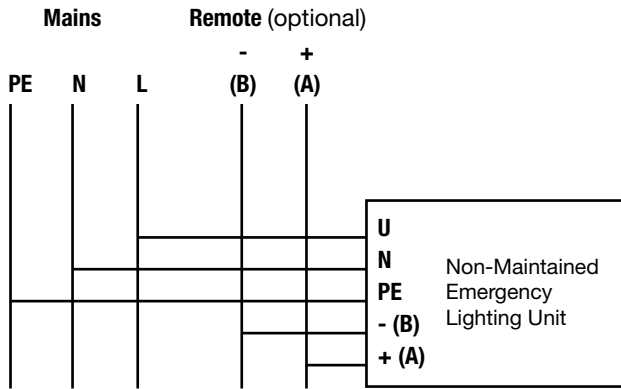 Mains Remote (optional)
- +
PE N L (B) (A)
U
N
PE
- (B)
+ (A)
Non-Maintained
Emergency
Lighting Unit